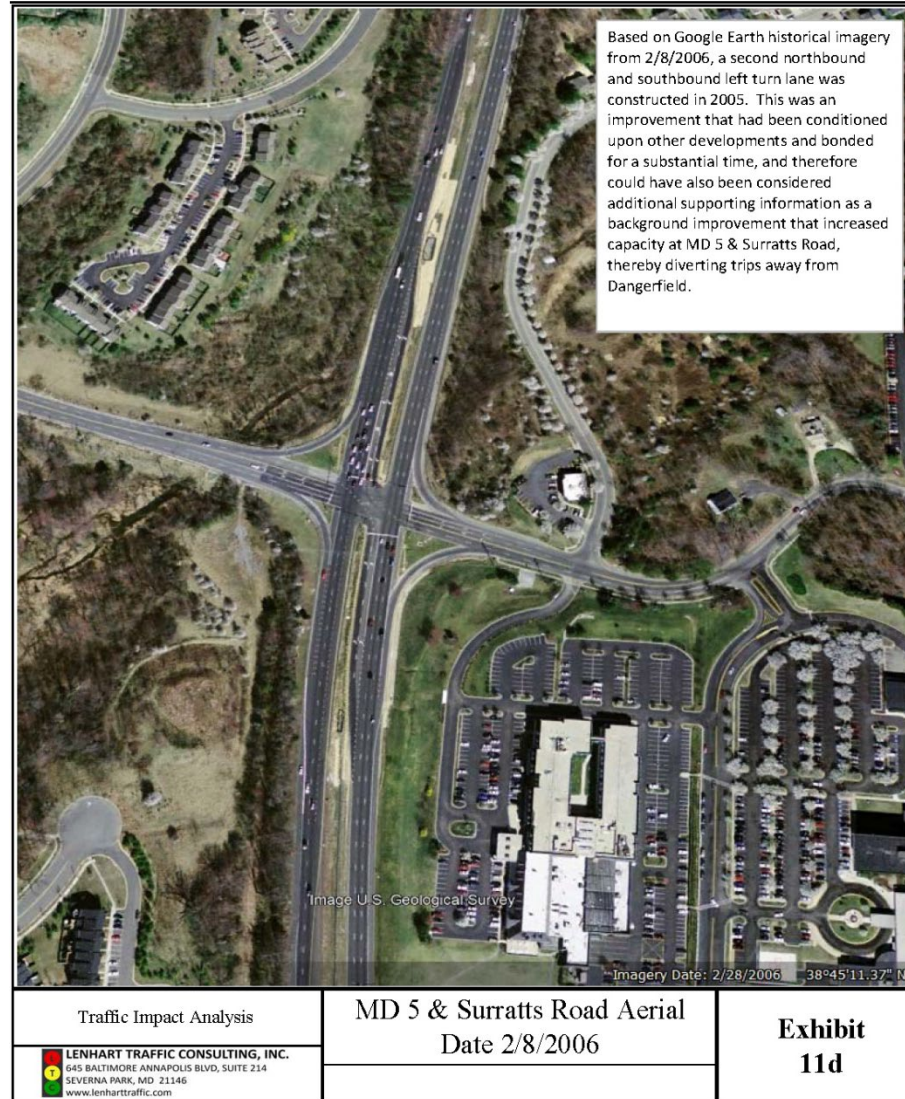 Based on Google Earth historical imagery
from 2/8/2006, a second northbound
and southbound left turn lane was
constructed in 2005.  This was an
improvement that had been conditioned
upon other developments and bonded
for a substantial time, and therefore
could have also been considered
additional supporting information as a
background improvement that increased
capacity at MD 5 & Surratts Road,
thereby diverting trips away from
Dangerfield.
Image U.S. Geological Survey
Imagery Date: 2/28/2006 38°45'11.37" N
Traffic Impact Analysis
L
T
C
LENHART TRAFFIC CONSULTING, INC.
645 BALTIMORE ANNAPOLIS BLVD, SUITE 214
SEVERNA PARK, MD 21146
www.lenharttraffic.com
MD 5 & Surratts Road Aerial
Date 2/8/2006
Exhibit
11d